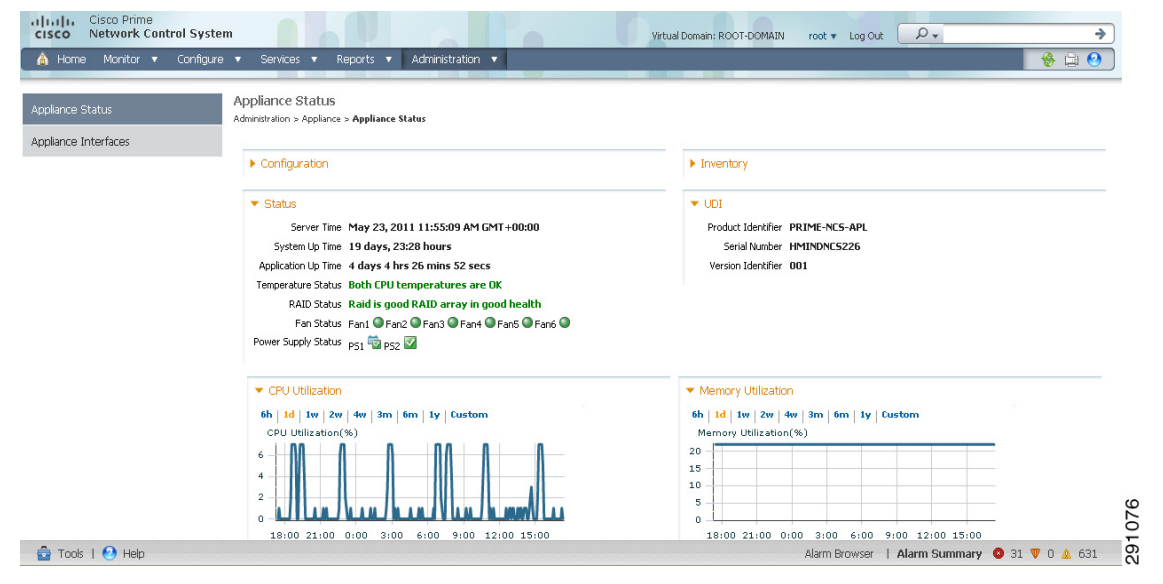 Cisco Prime
CISCO Network Control System
Virtual Domain: ROOT-DOMAIN root ▾ Log Out
Home Monitor ▼ Configure ▼ Services ▼ Reports ▼ Administration ▼
Appliance Status
Appliance Interfaces
Appliance Status
Administration > Appliance > Appliance Status
Configuration
Inventory
Status
Server Time May 23, 2011 11:55:09 AM GMT+00:00
System Up Time 19 days, 23:28 hours
Application Up Time 4 days 4 hrs 26 mins 52 secs
Temperature Status Both CPU temperatures are OK
RAID Status Raid is good RAID array in good health
Fan Status Fan1 Fan2 Fan3 Fan4 Fan5 Fan6
Power Supply Status PS1 PS2
UDI
Product Identifier PRIME-NCS-APL
Serial Number HMINDNCS226
Version Identifier 001
CPU Utilization
6h | 1d | 1w | 2w | 4w | 3m | 6m | 1y | Custom
CPU Utilization(%)
6
4
2
0
18:00 21:00 0:00 3:00 6:00 9:00 12:00 15:00
Memory Utilization
6h | 1d | 1w | 2w | 4w | 3m | 6m | 1y | Custom
Memory Utilization(%)
20
15
10
5
0
18:00 21:00 0:00 3:00 6:00 9:00 12:00 15:00
Tools | Help
Alarm Browser | Alarm Summary 31 0 631
291076